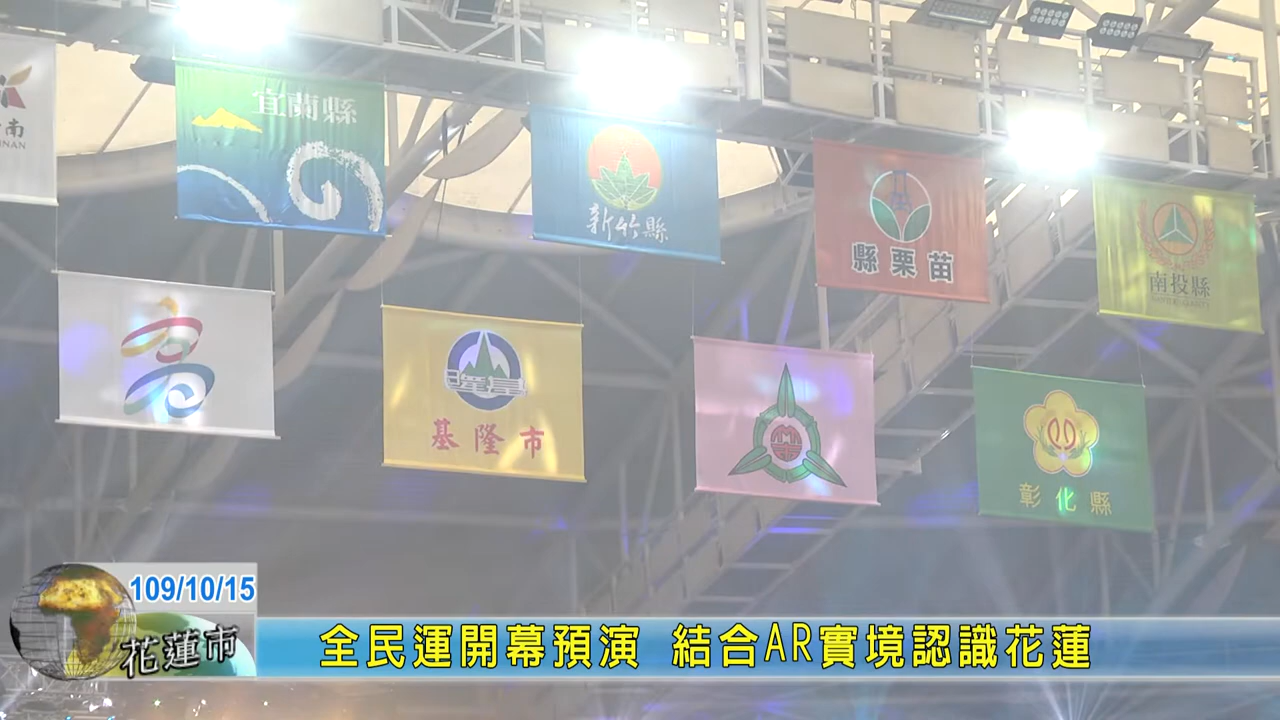 南
INAN
宜蘭縣
新竹縣
縣栗苗
南投縣
基隆市
彰化縣
109/10/15
花蓮市
全民運開幕預演 結合AR實境認識花蓮